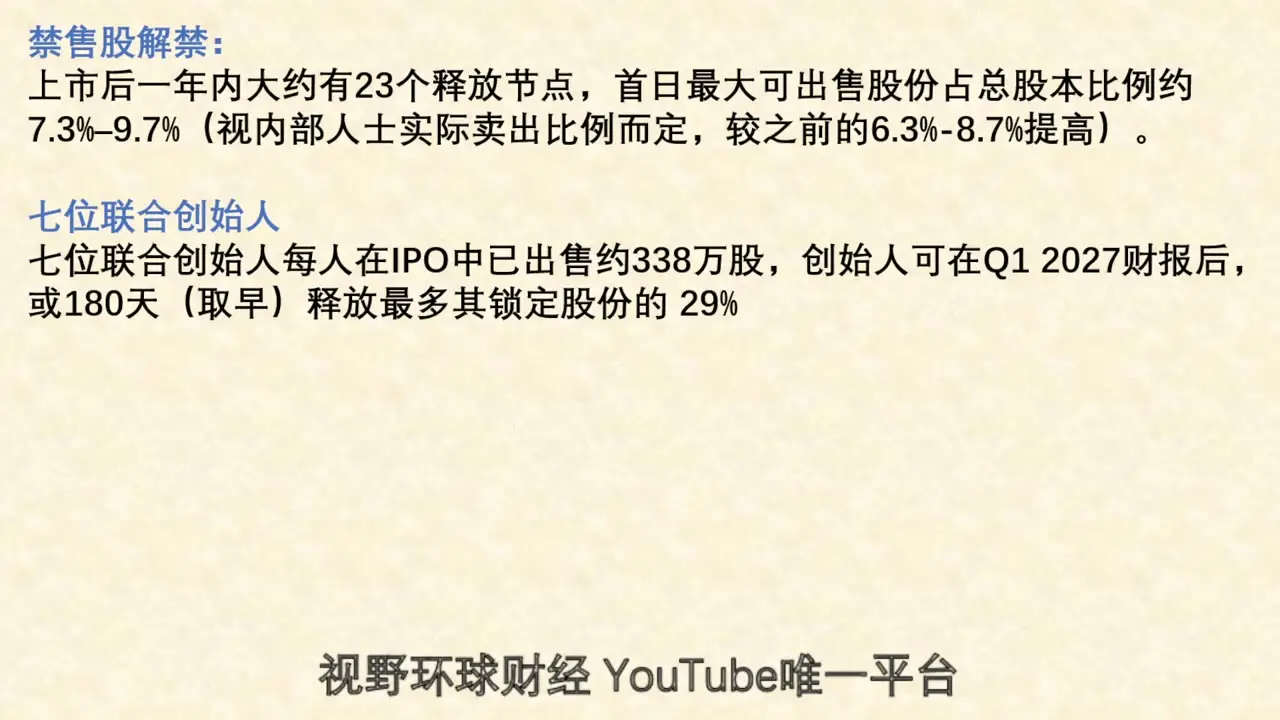 禁售股解禁：
上市后一年内大约有23个释放节点，首日最大可出售股份占总股本比例约
7.3%–9.7%（视内部人士实际卖出比例而定，较之前的6.3%-8.7%提高）。
七位联合创始人
七位联合创始人每人在IPO中已出售约338万股，创始人可在Q1 2027财报后，
或180天（取早）释放最多其锁定股份的 29%
视野环球财经 YouTube唯一平台